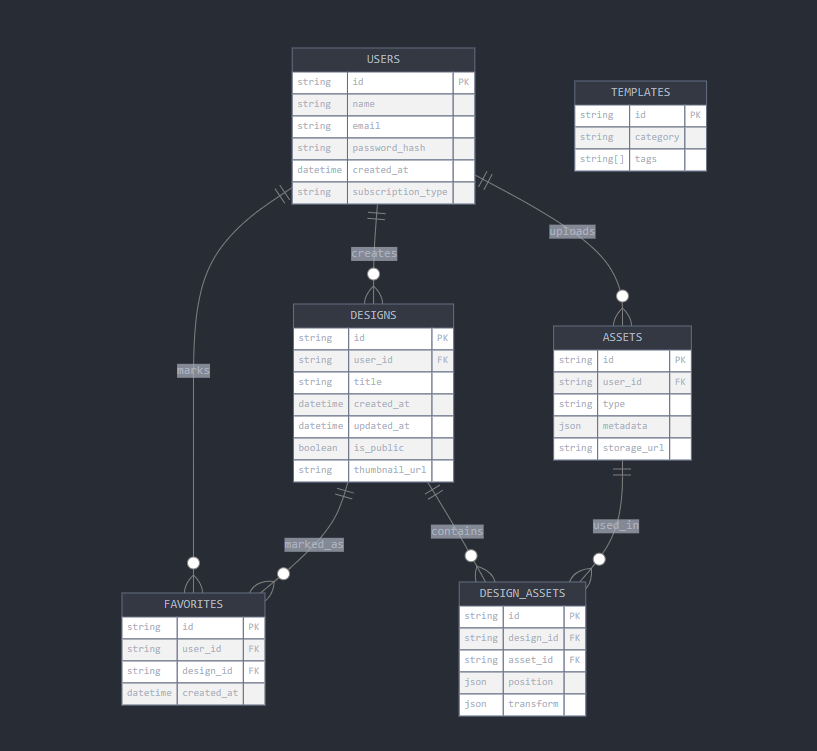 USERS
string id PK
string name
string email
string password_hash
datetime created_at
string subscription_type
TEMPLATES
string id PK
string category
string[] tags
marks
creates
uploads
DESIGNS
string id PK
string user_id FK
string title
datetime created_at
datetime updated_at
boolean is_public
string thumbnail_url
ASSETS
string id PK
string user_id FK
string type
json metadata
string storage_url
marked_as
contains
used_in
FAVORITES
string id PK
string user_id FK
string design_id FK
datetime created_at
DESIGN_ASSETS
string id PK
string design_id FK
string asset_id FK
json position
json transform